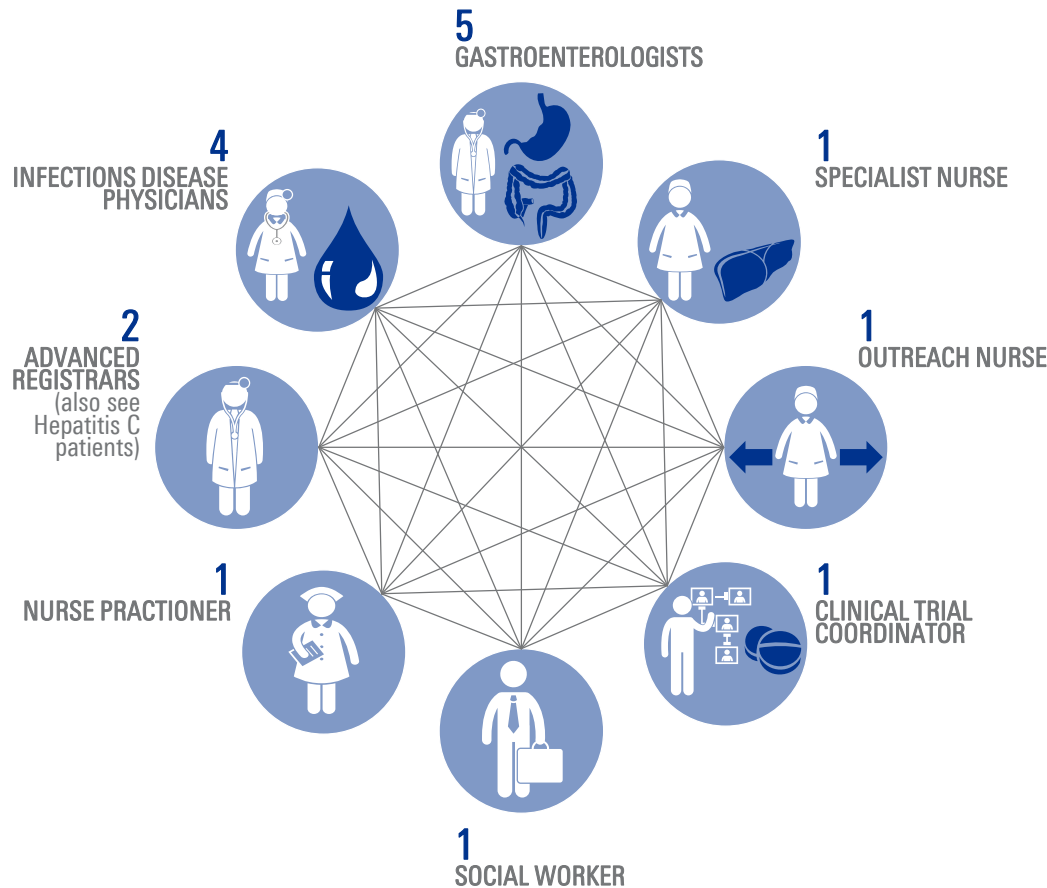 5
GASTROENTEROLOGISTS
4
INFECTIONS DISEASE
PHYSICIANS
1
SPECIALIST NURSE
2
ADVANCED
REGISTRARS
(also see
Hepatitis C
patients)
1
OUTREACH NURSE
1
NURSE PRACTIONER
1
CLINICAL TRIAL
COORDINATOR
1
SOCIAL WORKER